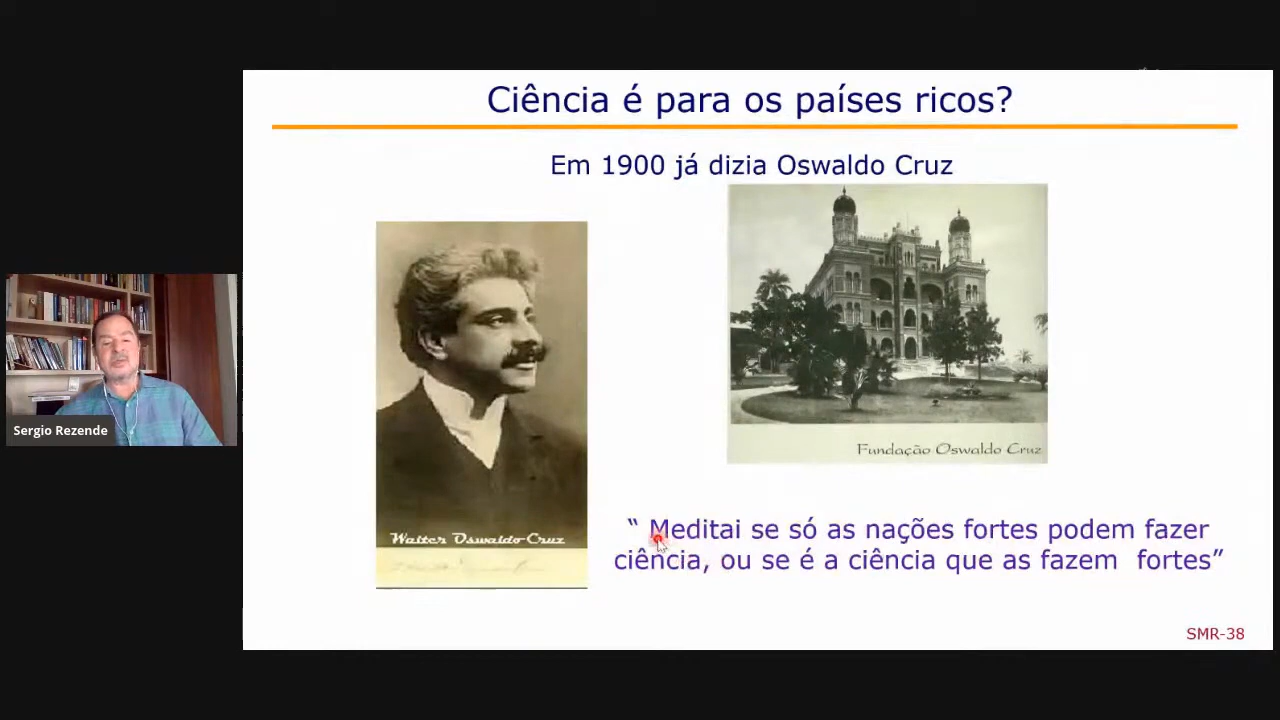 Ciência é para os países ricos?
Em 1900 já dizia Oswaldo Cruz
Sergio Rezende
Walter Oswaldo Cruz
Fundação Oswaldo Cruz
“ Meditai se só as nações fortes podem fazer
ciência, ou se é a ciência que as fazem fortes”
SMR-38